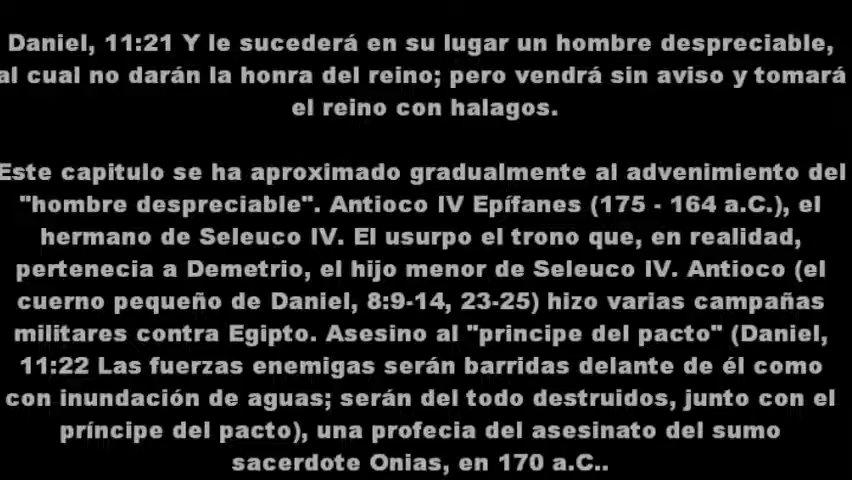 Daniel, 11:21 Y le sucederá en su lugar un hombre despreciable,
al cual no darán la honra del reino; pero vendrá sin aviso y tomará
el reino con halagos.
Este capitulo se ha aproximado gradualmente al advenimiento del
"hombre despreciable". Antioco IV Epífanes (175 - 164 a.C.), el
hermano de Seleuco IV. El usurpo el trono que, en realidad,
pertenecia a Demetrio, el hijo menor de Seleuco IV. Antioco (el
cuerno pequeño de Daniel, 8:9-14, 23-25) hizo varias campañas
militares contra Egipto. Asesino al "principe del pacto" (Daniel,
11:22 Las fuerzas enemigas serán barridas delante de él como
con inundación de aguas; serán del todo destruidos, junto con el
príncipe del pacto), una profecia del asesinato del sumo
sacerdote Onias, en 170 a.C..